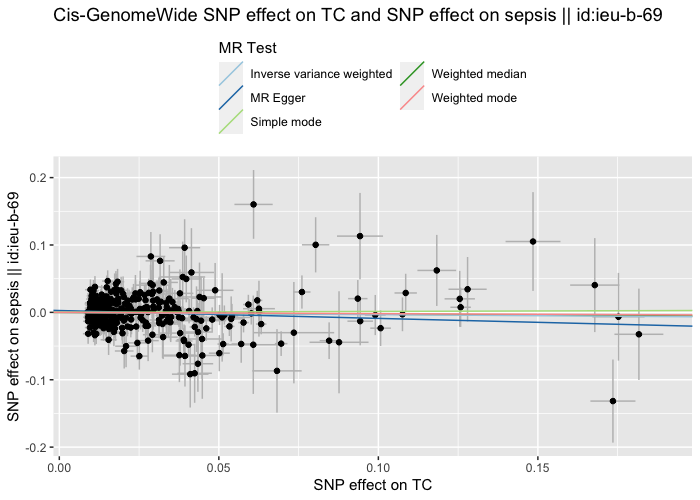 Cis-GenomeWide SNP effect on TC and SNP effect on sepsis || id:ieu-b-69
MR Test
Inverse variance weighted
Weighted median
MR Egger
Weighted mode
Simple mode
SNP effect on sepsis || id:ieu-b-69
0.2
0.1
0.0
-0.1
-0.2
0.00
0.05
0.10
0.15
SNP effect on TC